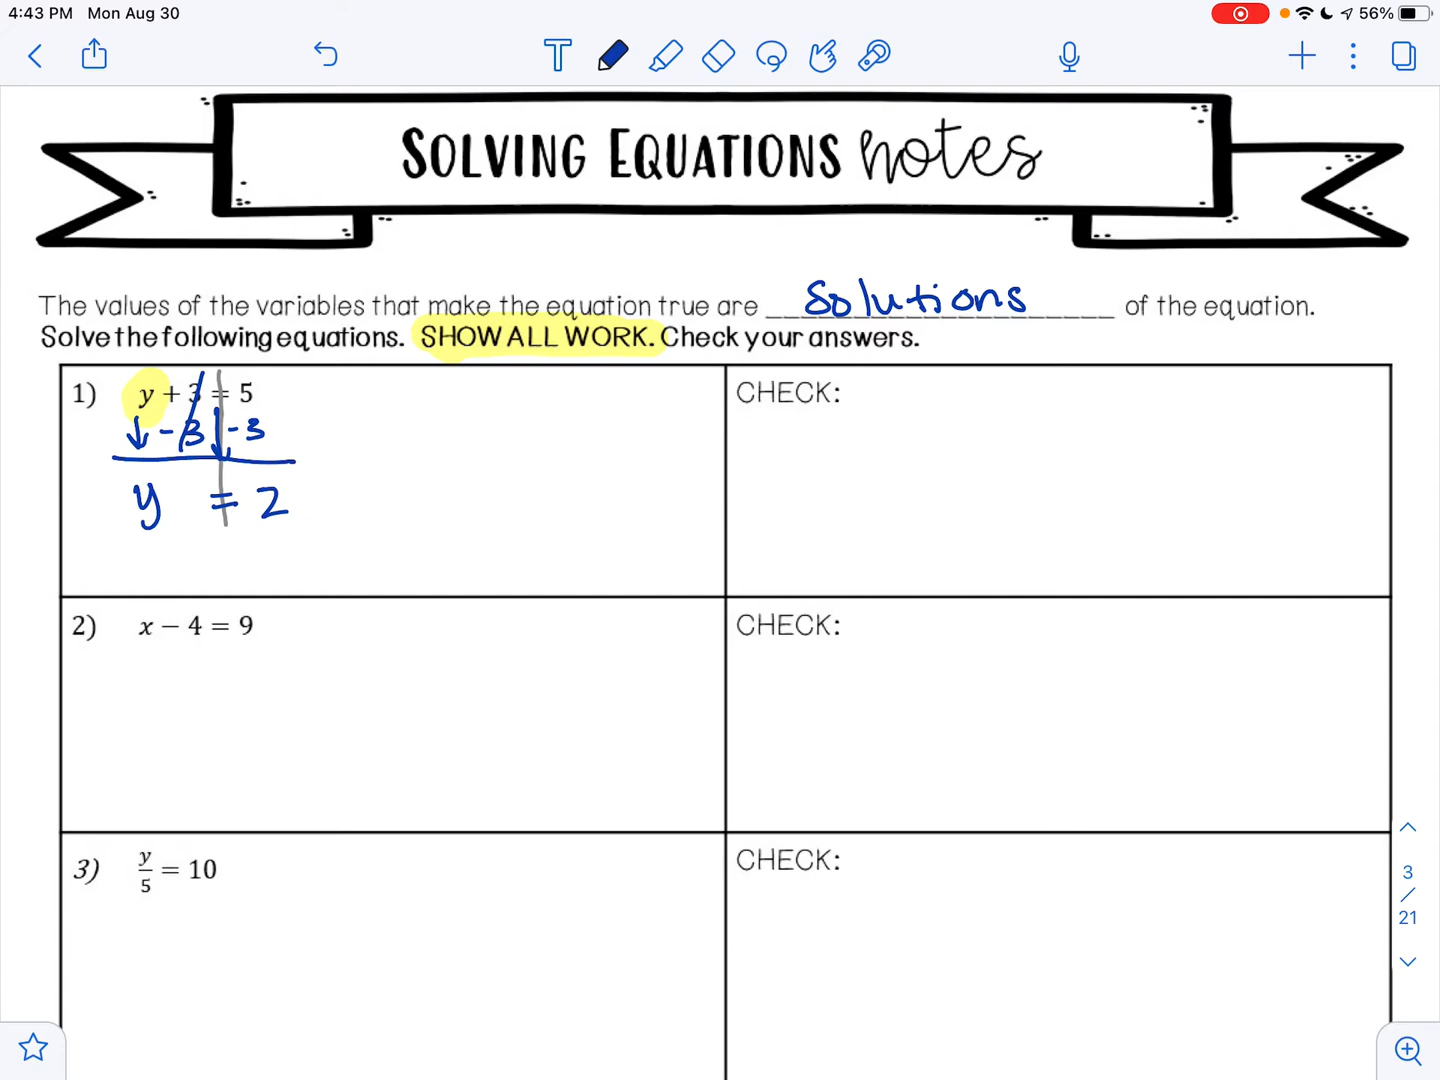 4:43 PM Mon Aug 30 56%
SOLVING EQUATIONS notes
The values of the variables that make the equation true are solutions of the equation.
Solve the following equations. SHOW ALL WORK. Check your answers.
1) y + 3 = 5
-3 -3
y = 2
CHECK:
2) x − 4 = 9
CHECK:
3) y/5 = 10
CHECK:
3
/
21